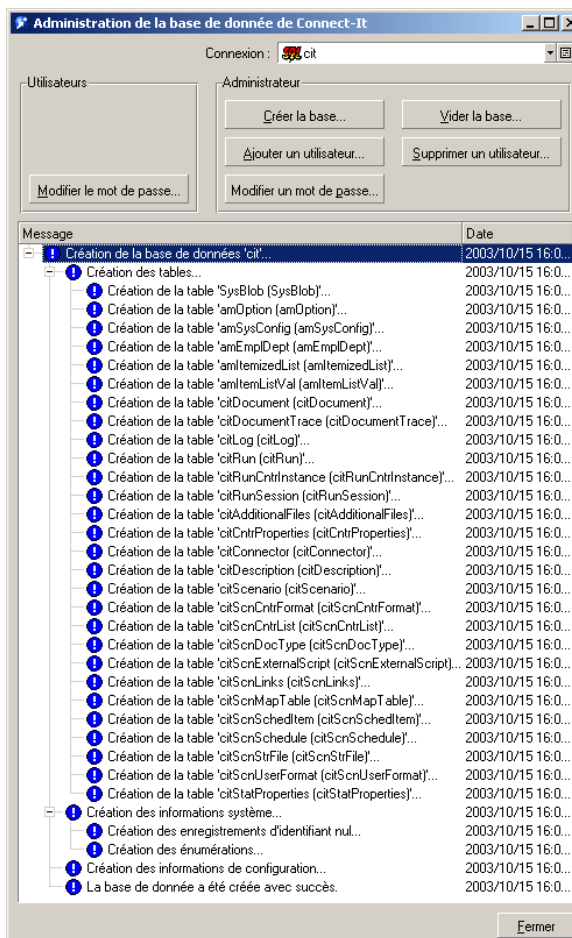 Administration de la base de donnée de Connect-It
Connexion : SQL cit
Utilisateurs
Modifier le mot de passe...
Administrateur
Créer la base...
Vider la base...
Ajouter un utilisateur...
Supprimer un utilisateur...
Modifier un mot de passe...
Message Date
Création de la base de données 'cit'... 2003/10/15 16:0...
Création des tables... 2003/10/15 16:0...
Création de la table 'SysBlob (SysBlob)'... 2003/10/15 16:0...
Création de la table 'amOption (amOption)'... 2003/10/15 16:0...
Création de la table 'amSysConfig (amSysConfig)'... 2003/10/15 16:0...
Création de la table 'amEmplDept (amEmplDept)'... 2003/10/15 16:0...
Création de la table 'amItemizedList (amItemizedList)'... 2003/10/15 16:0...
Création de la table 'amItemListVal (amItemListVal)'... 2003/10/15 16:0...
Création de la table 'citDocument (citDocument)'... 2003/10/15 16:0...
Création de la table 'citDocumentTrace (citDocumentTrace)'... 2003/10/15 16:0...
Création de la table 'citLog (citLog)'... 2003/10/15 16:0...
Création de la table 'citRun (citRun)'... 2003/10/15 16:0...
Création de la table 'citRunCntrInstance (citRunCntrInstance)'... 2003/10/15 16:0...
Création de la table 'citRunSession (citRunSession)'... 2003/10/15 16:0...
Création de la table 'citAdditionalFiles (citAdditionalFiles)'... 2003/10/15 16:0...
Création de la table 'citCntrProperties (citCntrProperties)'... 2003/10/15 16:0...
Création de la table 'citConnector (citConnector)'... 2003/10/15 16:0...
Création de la table 'citDescription (citDescription)'... 2003/10/15 16:0...
Création de la table 'citScenario (citScenario)'... 2003/10/15 16:0...
Création de la table 'citScnCntrFormat (citScnCntrFormat)'... 2003/10/15 16:0...
Création de la table 'citScnCntrList (citScnCntrList)'... 2003/10/15 16:0...
Création de la table 'citScnDocType (citScnDocType)'... 2003/10/15 16:0...
Création de la table 'citScnExternalScript (citScnExternalScript)... 2003/10/15 16:0...
Création de la table 'citScnLinks (citScnLinks)'... 2003/10/15 16:0...
Création de la table 'citScnMapTable (citScnMapTable)'... 2003/10/15 16:0...
Création de la table 'citScnSchedItem (citScnSchedItem)'... 2003/10/15 16:0...
Création de la table 'citScnSchedule (citScnSchedule)'... 2003/10/15 16:0...
Création de la table 'citScnStrFile (citScnStrFile)'... 2003/10/15 16:0...
Création de la table 'citScnUserFormat (citScnUserFormat)'... 2003/10/15 16:0...
Création de la table 'citStatProperties (citStatProperties)'... 2003/10/15 16:0...
Création des informations système... 2003/10/15 16:0...
Création des enregistrements d'identifiant nul... 2003/10/15 16:0...
Création des énumérations... 2003/10/15 16:0...
Création des informations de configuration... 2003/10/15 16:0...
La base de donnée a été créée avec succès. 2003/10/15 16:0...
Fermer